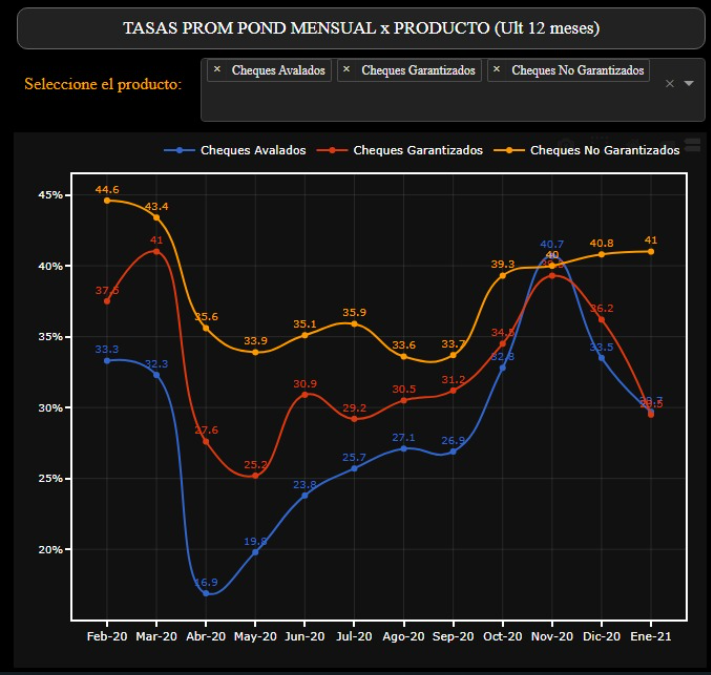 TASAS PROM POND MENSUAL x PRODUCTO (Ult 12 meses)
Seleccione el producto:
× Cheques Avalados × Cheques Garantizados × Cheques No Garantizados ×
Cheques Avalados Cheques Garantizados Cheques No Garantizados
45%
40%
35%
30%
25%
20%
44.6 43.4 35.6 33.9 35.1 35.9 33.6 33.7 39.3 40 40.8 41
37.5 41 27.6 25.2 30.9 29.2 30.5 31.2 34.5 36.2 29.5
33.3 32.3 16.9 19.8 23.8 25.7 27.1 26.9 32.8 40.7 33.5
Feb-20 Mar-20 Abr-20 May-20 Jun-20 Jul-20 Ago-20 Sep-20 Oct-20 Nov-20 Dic-20 Ene-21